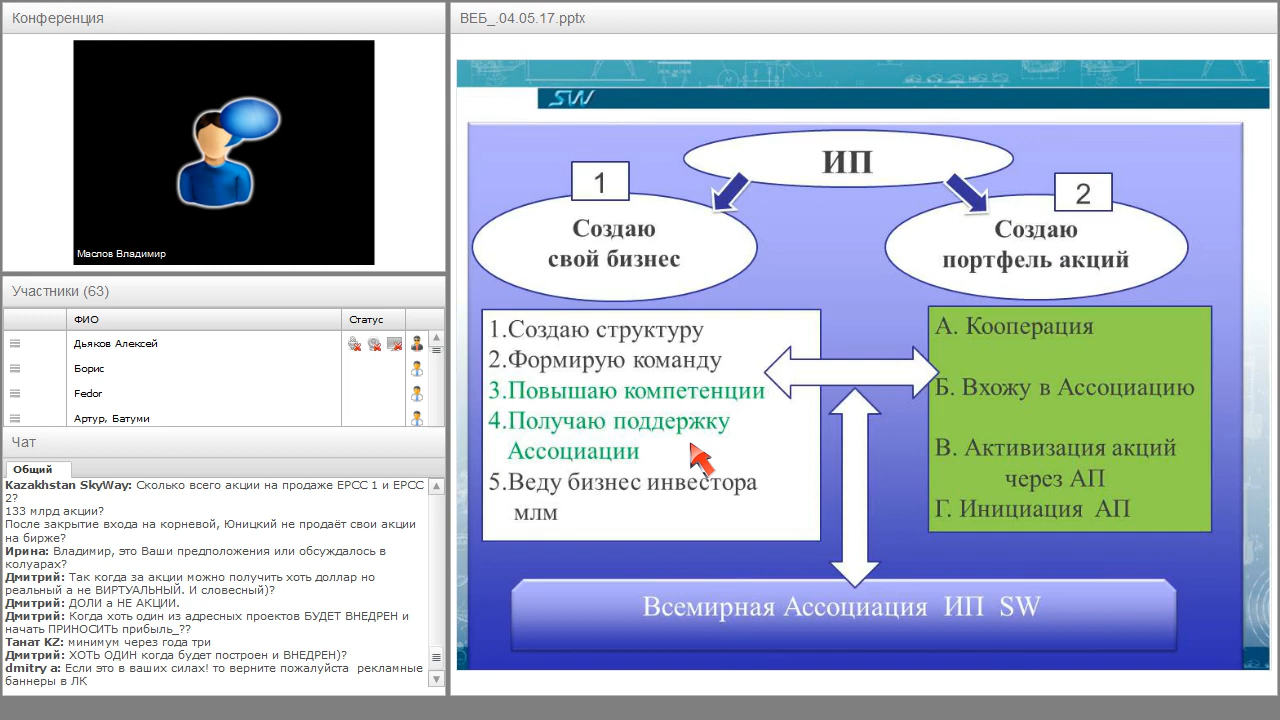 Конференция
Маслов Владимир
Участники (63)
ФИО
Статус
Дьяков Алексей
Борис
Fedor
Артур, Батуми
Чат
Общий
Kazakhstan SkyWay: Сколько всего акции на продаже ЕРСС 1 и ЕРСС
2?
133 млрд акции?
После закрытие входа на корневой, Юницкий не продаёт свои акции
на бирже?
Ирина: Владимир, это Ваши предположения или обсуждалось в
колуарах?
Дмитрий: Так когда за акции можно получить хоть доллар но
реальный а не ВИРТУАЛЬНЫЙ. И словесный)?
Дмитрий: ДОЛИ а НЕ АКЦИИ.
Дмитрий: Когда хоть один из адресных проектов БУДЕТ ВНЕДРЕН и
начать ПРИНОСИТЬ прибыль_??
Танат KZ: минимум через года три
Дмитрий: ХОТЬ ОДИН когда будет построен и ВНЕДРЕН)?
dmitry a: Если это в ваших силах! то верните пожалуйста рекламные
баннеры в ЛК
ВЕБ_.04.05.17.pptx
SW
ИП
1
Создаю
свой бизнес
2
Создаю
портфель акций
1.Создаю структуру
2.Формирую команду
3.Повышаю компетенции
4.Получаю поддержку
Ассоциации
5.Веду бизнес инвестора
млм
А. Кооперация
Б. Вхожу в Ассоциацию
В. Активизация акций
через АП
Г. Инициация АП
Всемирная Ассоциация ИП SW